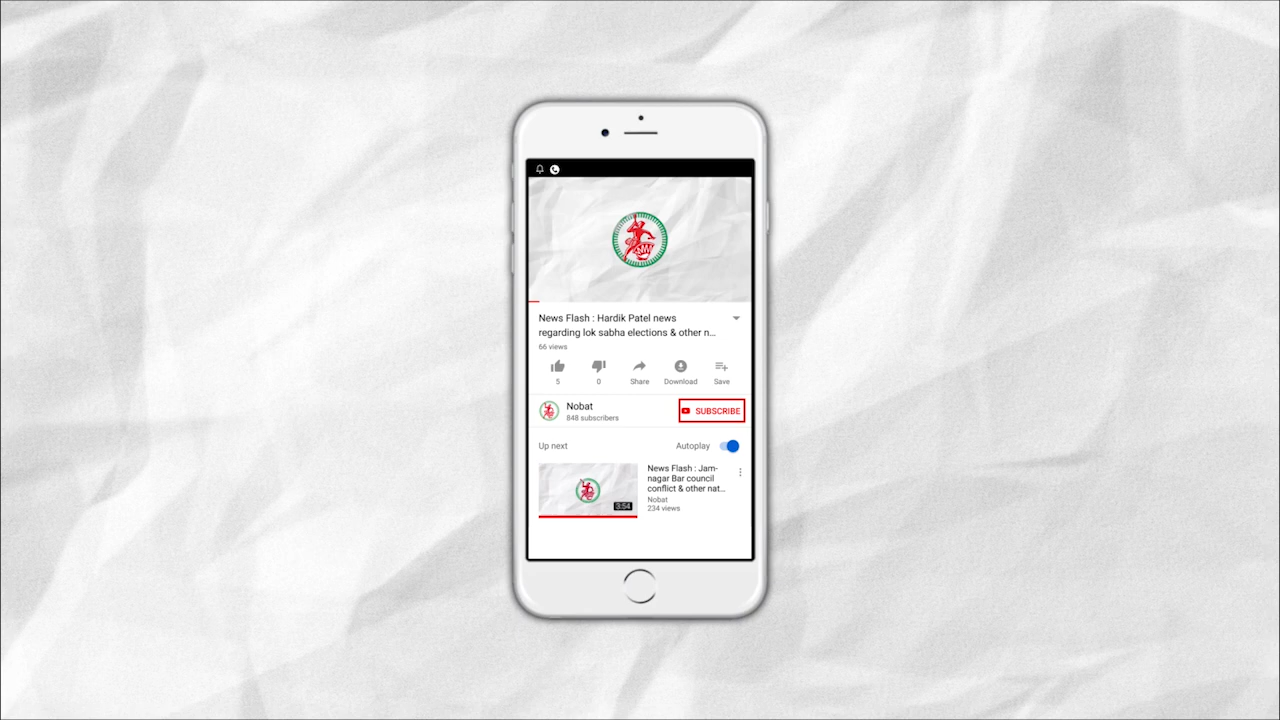 News Flash : Hardik Patel news
regarding lok sabha elections & other n...
66 views
5
0
Share
Download
Save
Nobat
848 subscribers
SUBSCRIBE
Up next
Autoplay
News Flash : Jam-
nagar Bar council
conflict & other nat...
Nobat
234 views
3:54